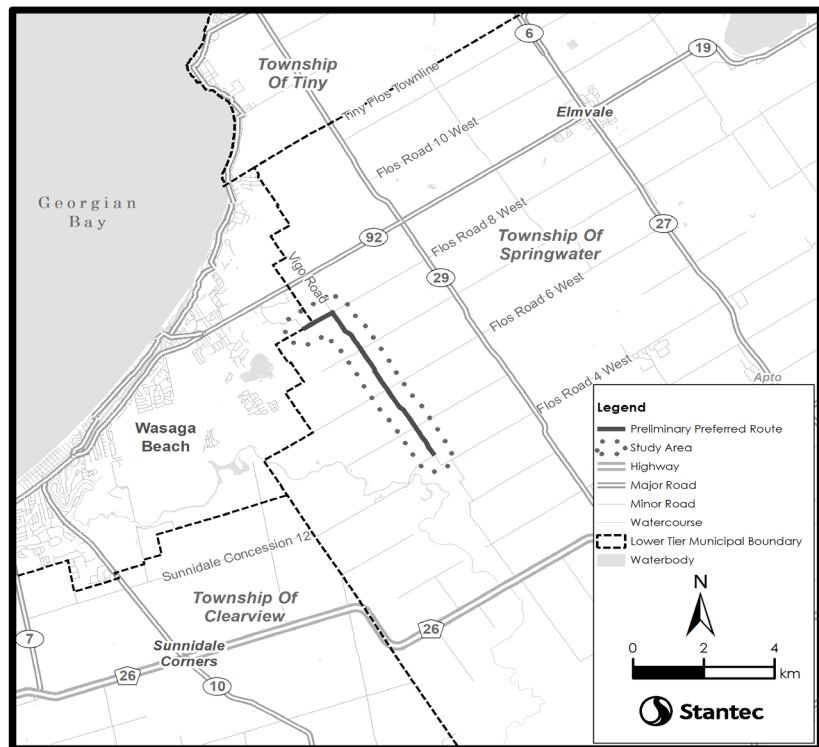 6
19
Township
Of Tiny
Tiny Flos Townline
Elmvale
Flos Road 10 West
Georgian
Bay
92
Flos Road 8 West
Township Of
Springwater
27
Vigo Road
29
Flos Road 6 West
Flos Road 4 West
Apto
Wasaga
Beach
Sunnidale Concession 12
Township Of
Clearview
7
Sunnidale
Corners
26
26
10
Legend
Preliminary Preferred Route
Study Area
Highway
Major Road
Minor Road
Watercourse
Lower Tier Municipal Boundary
Waterbody
N
0 2 4
km
Stantec